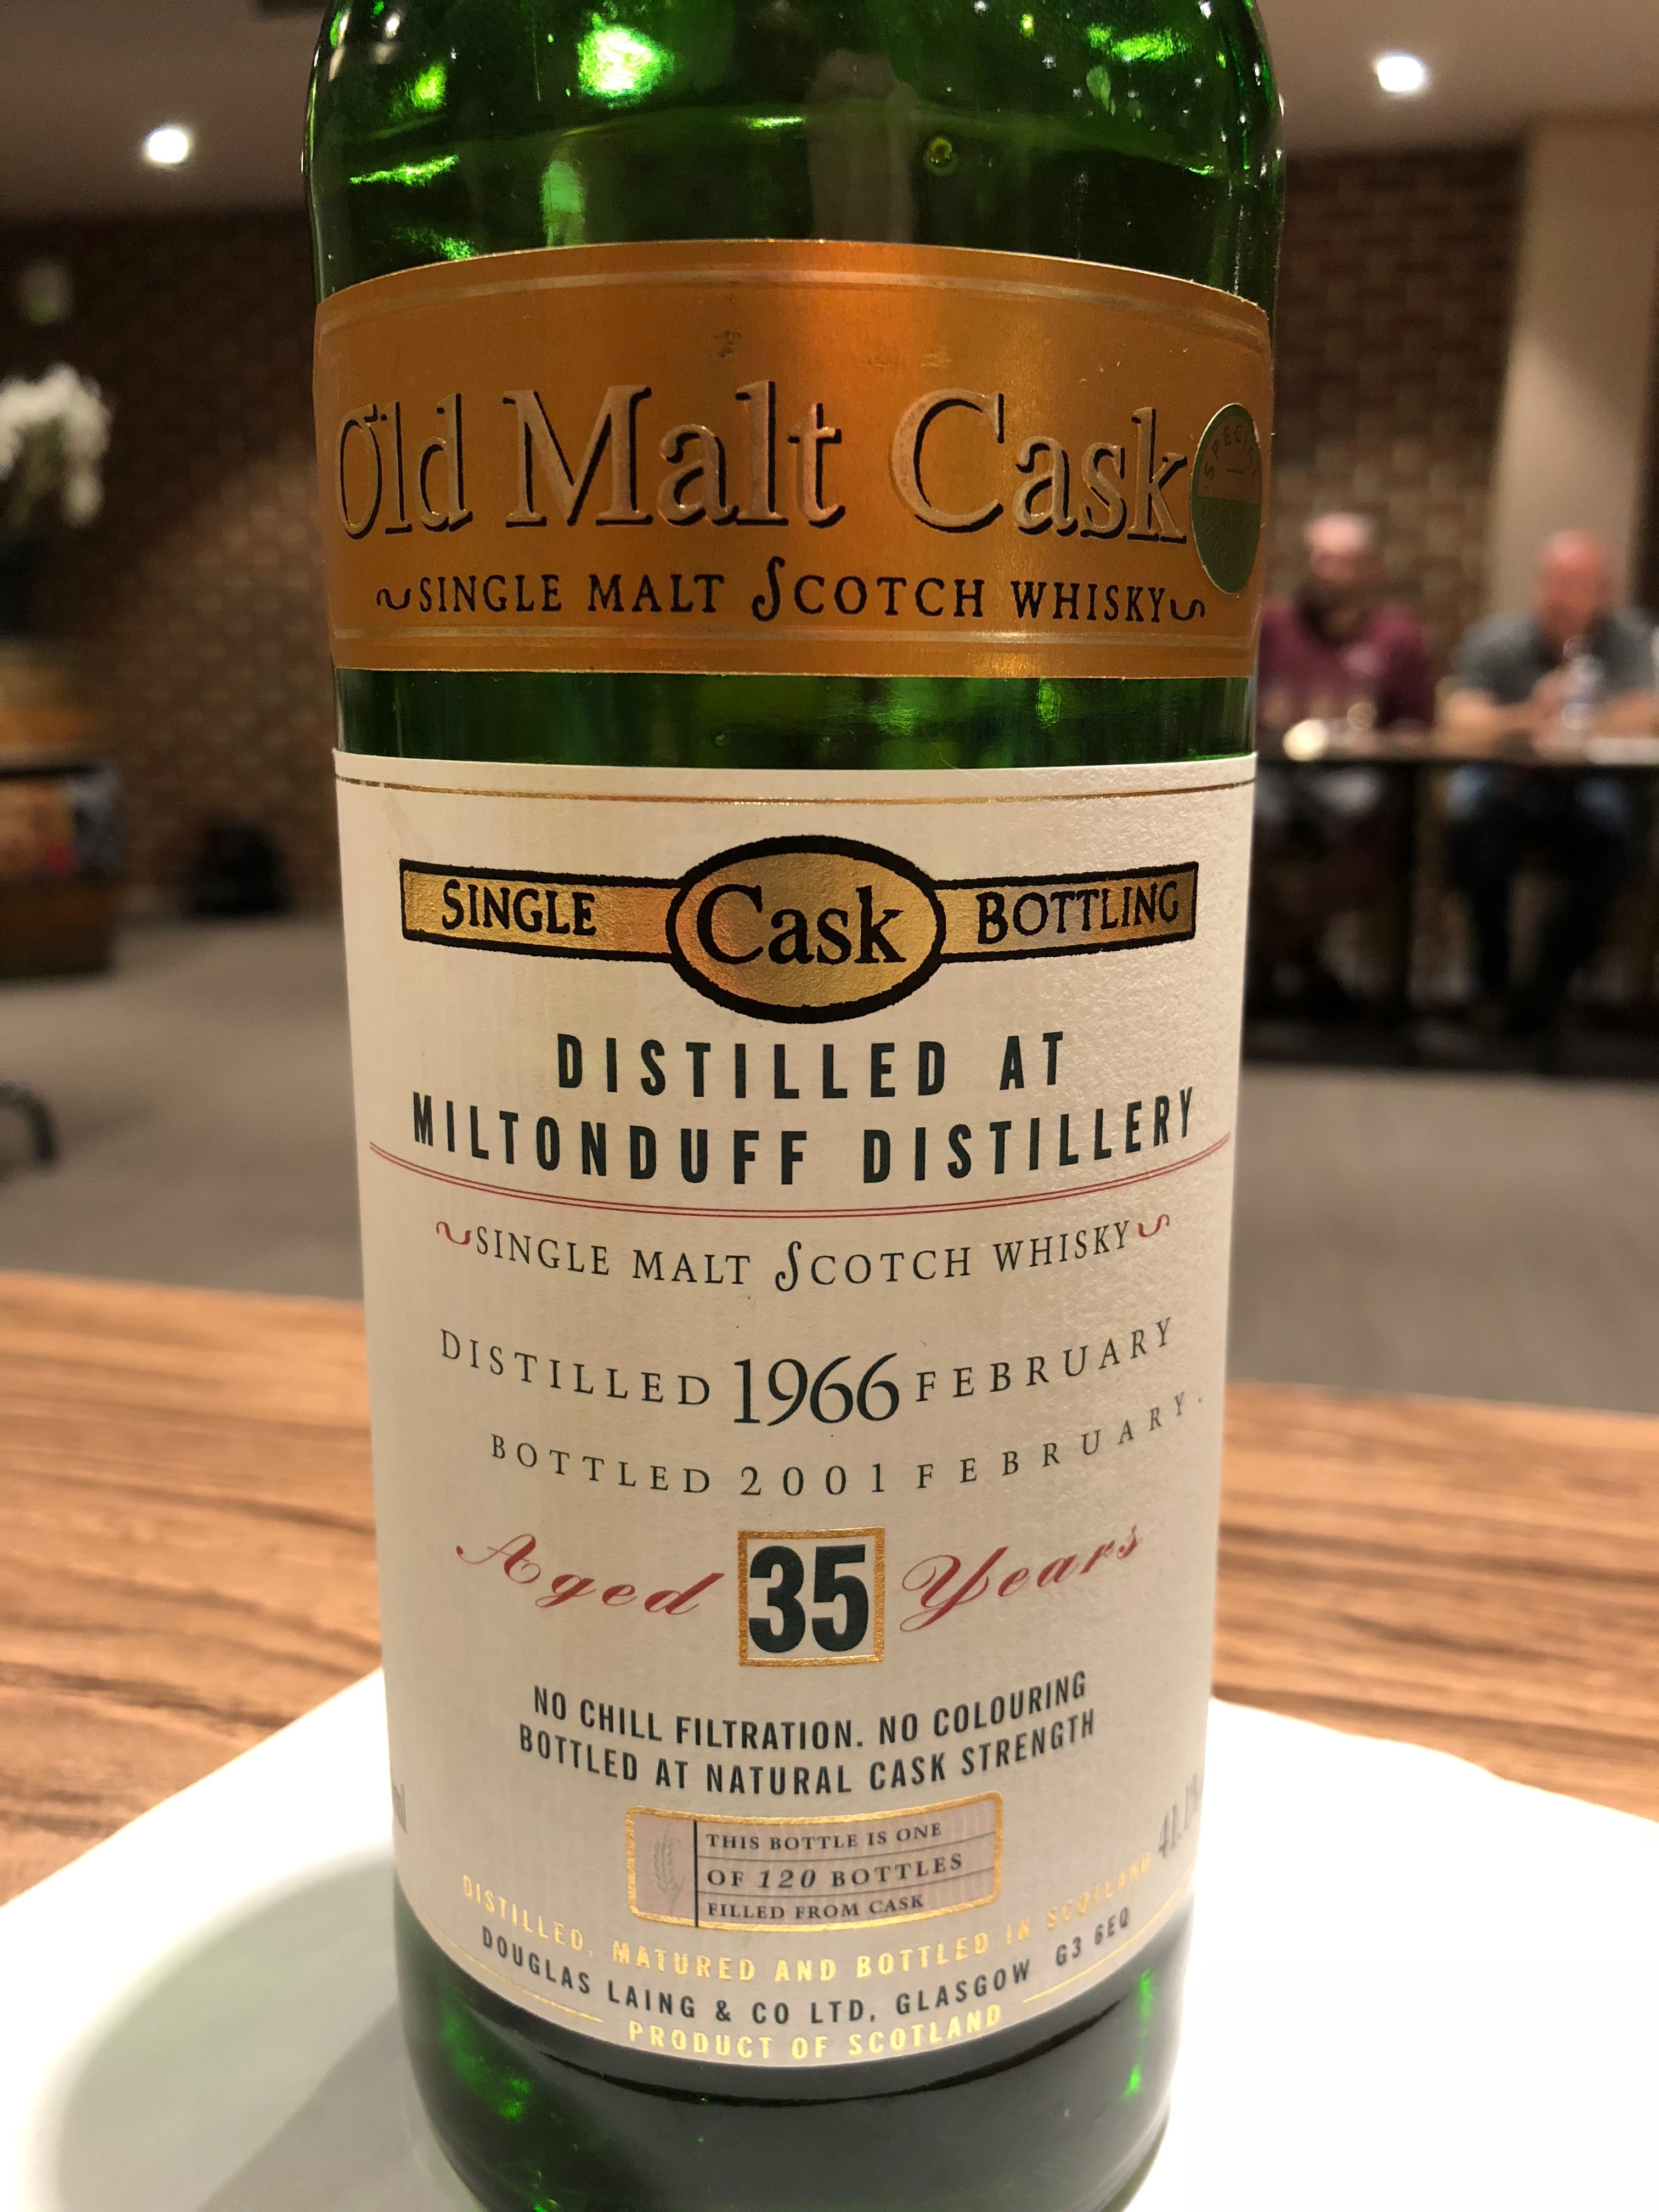 Old Malt Cask
SPECIAL
SINGLE MALT SCOTCH WHISKY
SINGLE Cask BOTTLING
DISTILLED AT
MILTONDUFF DISTILLERY
SINGLE MALT SCOTCH WHISKY
DISTILLED 1966 FEBRUARY
BOTTLED 2001 FEBRUARY.
Aged 35 Years
NO CHILL FILTRATION. NO COLOURING
BOTTLED AT NATURAL CASK STRENGTH
41.1%
THIS BOTTLE IS ONE
OF 120 BOTTLES
FILLED FROM CASK
DISTILLED, MATURED AND BOTTLED IN SCOTLAND
DOUGLAS LAING & CO LTD, GLASGOW G3 6EQ
PRODUCT OF SCOTLAND